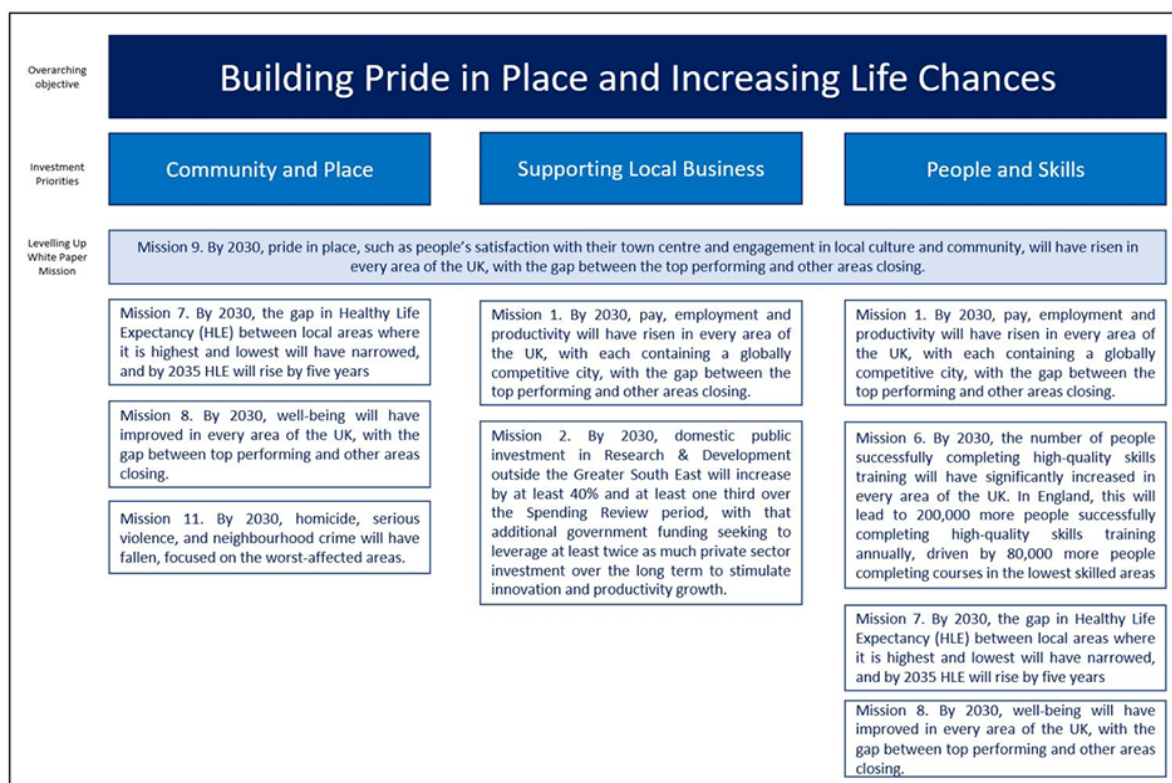 Overarching
objective
Building Pride in Place and Increasing Life Chances
Investment
Priorities
Community and Place
Supporting Local Business
People and Skills
Levelling Up
White Paper
Mission
Mission 9. By 2030, pride in place, such as people's satisfaction with their town centre and engagement in local culture and community, will have risen in
every area of the UK, with the gap between the top performing and other areas closing.
Mission 7. By 2030, the gap in Healthy Life
Expectancy (HLE) between local areas where
it is highest and lowest will have narrowed,
and by 2035 HLE will rise by five years
Mission 8. By 2030, well-being will have
improved in every area of the UK, with the
gap between top performing and other areas
closing.
Mission 11. By 2030, homicide, serious
violence, and neighbourhood crime will have
fallen, focused on the worst-affected areas.
Mission 1. By 2030, pay, employment and
productivity will have risen in every area of
the UK, with each containing a globally
competitive city, with the gap between the
top performing and other areas closing.
Mission 2. By 2030, domestic public
investment in Research & Development
outside the Greater South East will increase
by at least 40% and at least one third over
the Spending Review period, with that
additional government funding seeking to
leverage at least twice as much private sector
investment over the long term to stimulate
innovation and productivity growth.
Mission 1. By 2030, pay, employment and
productivity will have risen in every area of
the UK, with each containing a globally
competitive city, with the gap between the
top performing and other areas closing.
Mission 6. By 2030, the number of people
successfully completing high-quality skills
training will have significantly increased in
every area of the UK. In England, this will
lead to 200,000 more people successfully
completing high-quality skills training
annually, driven by 80,000 more people
completing courses in the lowest skilled areas
Mission 7. By 2030, the gap in Healthy Life
Expectancy (HLE) between local areas where
it is highest and lowest will have narrowed,
and by 2035 HLE will rise by five years
Mission 8. By 2030, well-being will have
improved in every area of the UK, with the
gap between top performing and other areas
closing.